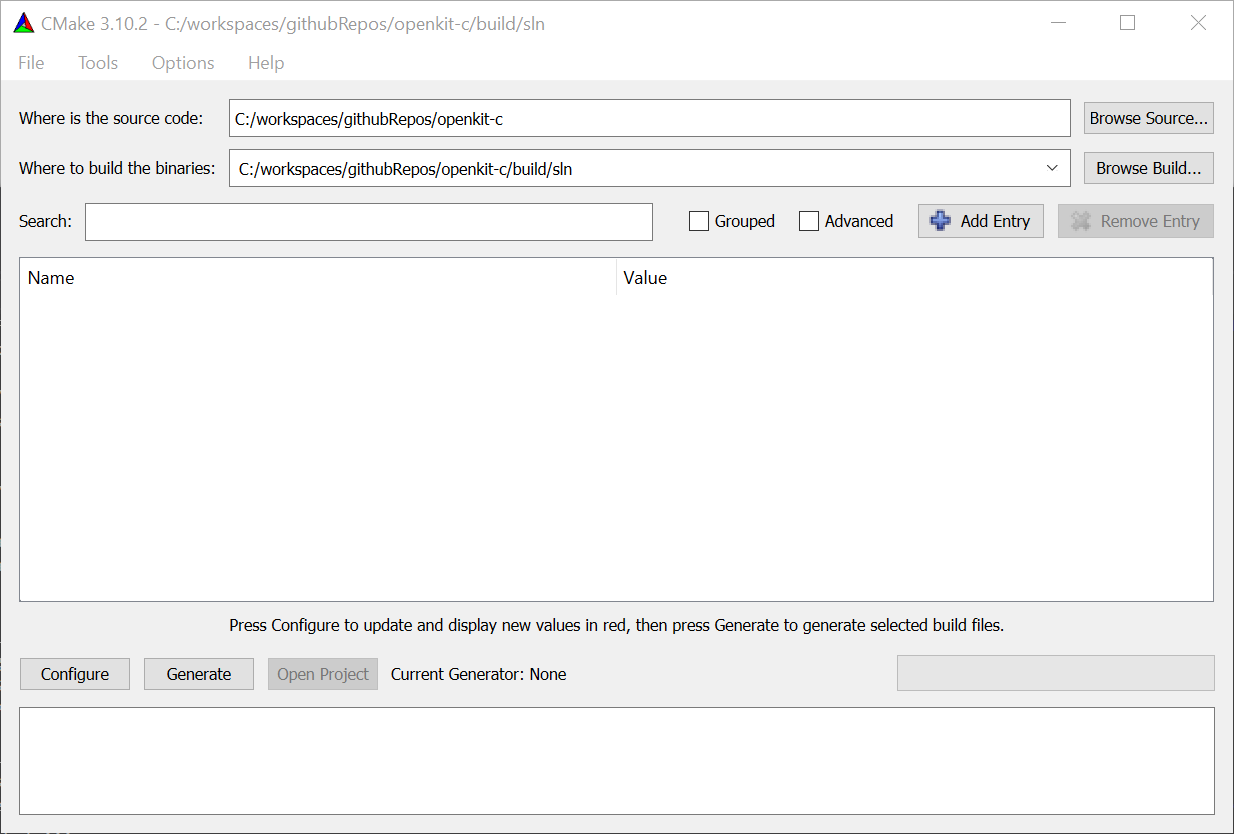 CMake 3.10.2 - C:/workspaces/githubRepos/openkit-c/build/sln
File Tools Options Help
Where is the source code: C:/workspaces/githubRepos/openkit-c Browse Source...
Where to build the binaries: C:/workspaces/githubRepos/openkit-c/build/sln Browse Build...
Search: Grouped Advanced Add Entry Remove Entry
Name Value
Press Configure to update and display new values in red, then press Generate to generate selected build files.
Configure Generate Open Project Current Generator: None